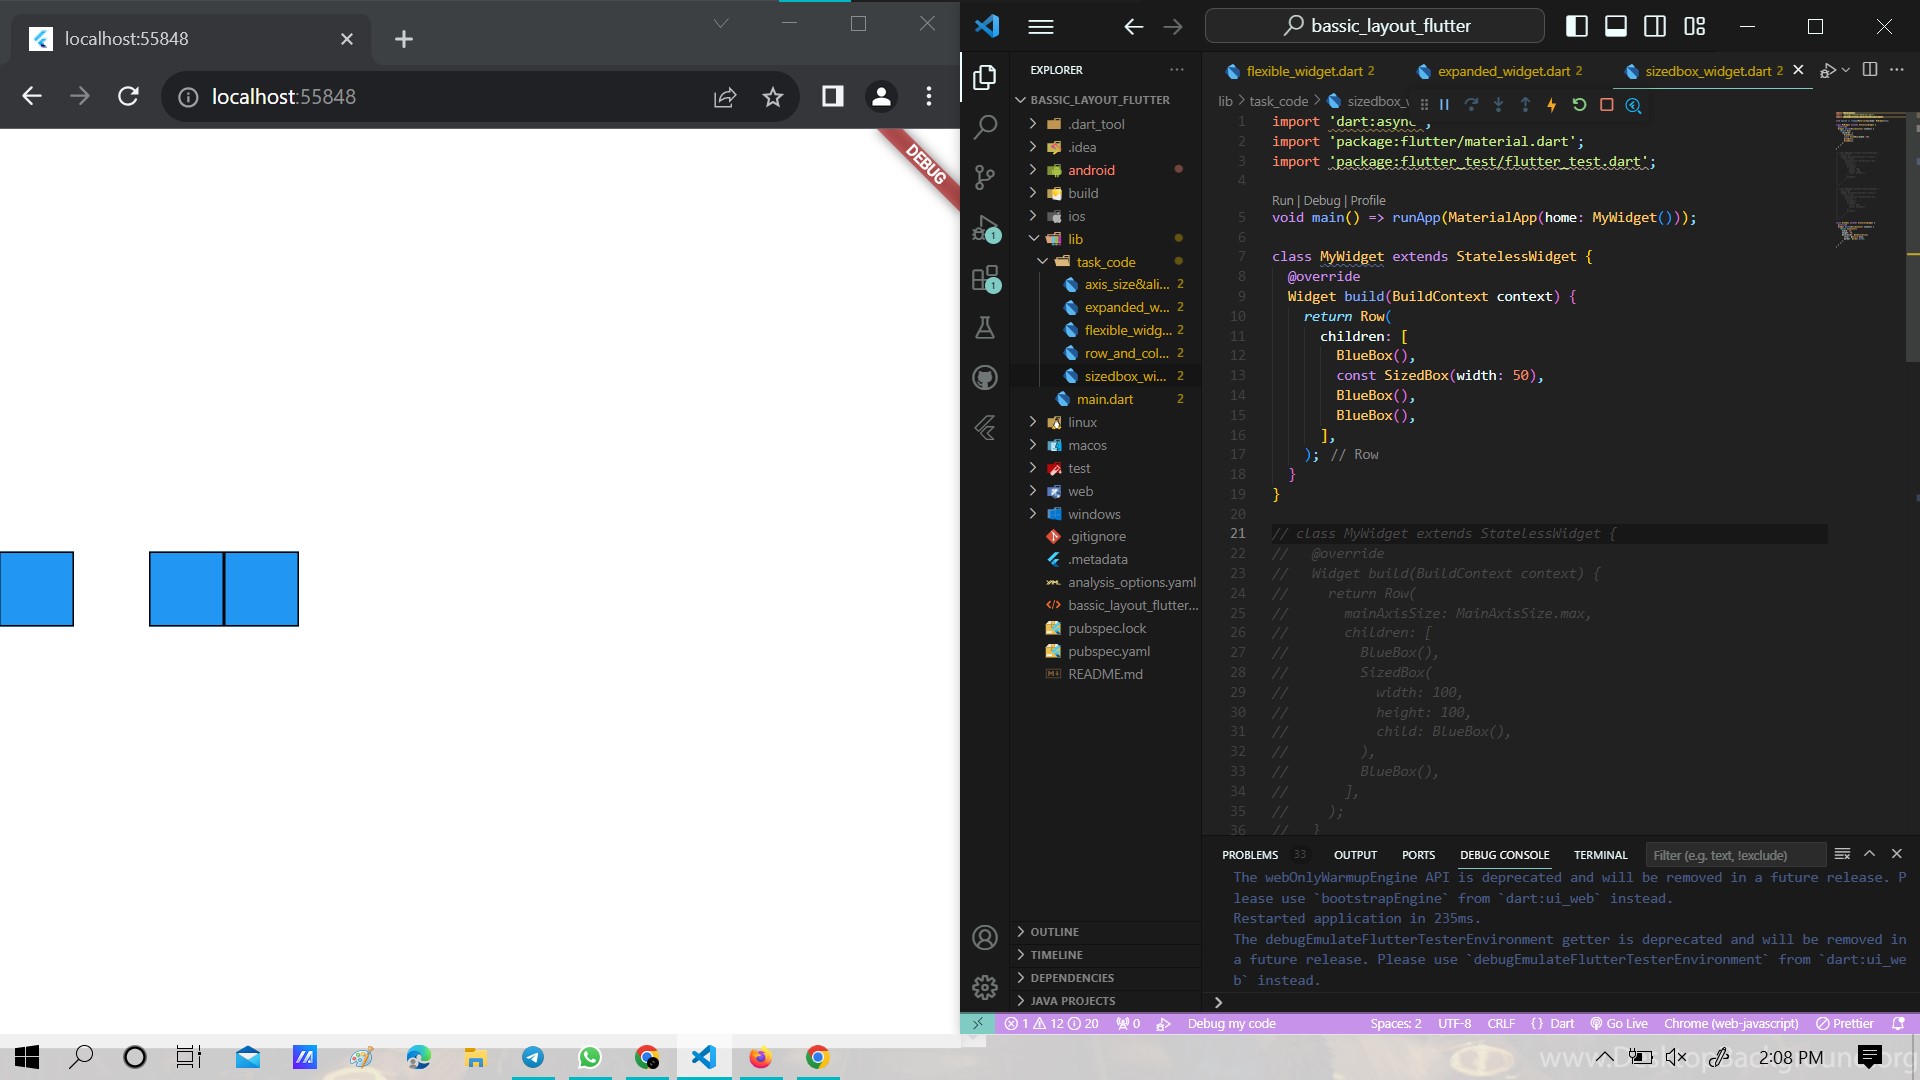 localhost:55848
localhost:55848
DEBUG
bassic_layout_flutter
EXPLORER
BASSIC_LAYOUT_FLUTTER
.dart_tool
.idea
android
build
ios
lib
task_code
axis_size&ali... 2
expanded_w... 2
flexible_widg... 2
row_and_col... 2
sizedbox_wi... 2
main.dart 2
linux
macos
test
web
windows
.gitignore
.metadata
analysis_options.yaml
bassic_layout_flutter...
pubspec.lock
pubspec.yaml
README.md
OUTLINE
TIMELINE
DEPENDENCIES
JAVA PROJECTS
flexible_widget.dart 2 expanded_widget.dart 2 sizedbox_widget.dart 2
lib > task_code > sizedbox_
1 import 'dart:async';
2 import 'package:flutter/material.dart';
3 import 'package:flutter_test/flutter_test.dart';
4
Run | Debug | Profile
5 void main() => runApp(MaterialApp(home: MyWidget()));
6
7 class MyWidget extends StatelessWidget {
8 @override
9 Widget build(BuildContext context) {
10 return Row(
11 children: [
12 BlueBox(),
13 const SizedBox(width: 50),
14 BlueBox(),
15 BlueBox(),
16 ],
17 ); // Row
18 }
19 }
20
21 // class MyWidget extends StatelessWidget {
22 // @override
23 // Widget build(BuildContext context) {
24 // return Row(
25 // mainAxisSize: MainAxisSize.max,
26 // children: [
27 // BlueBox(),
28 // SizedBox(
29 // width: 100,
30 // height: 100,
31 // child: BlueBox(),
32 // ),
33 // BlueBox(),
34 // ],
35 // );
36 // }
PROBLEMS 33 OUTPUT PORTS DEBUG CONSOLE TERMINAL Filter (e.g. text, !exclude)
The webOnlyWarmupEngine API is deprecated and will be removed in a future release. P
lease use `bootstrapEngine` from `dart:ui_web` instead.
Restarted application in 235ms.
The debugEmulateFlutterTesterEnvironment getter is deprecated and will be removed in
a future release. Please use `debugEmulateFlutterTesterEnvironment` from `dart:ui_we
b` instead.
1 12 20 0 Debug my code Spaces: 2 UTF-8 CRLF {} Dart Go Live Chrome (web-javascript) Prettier
2:08 PM